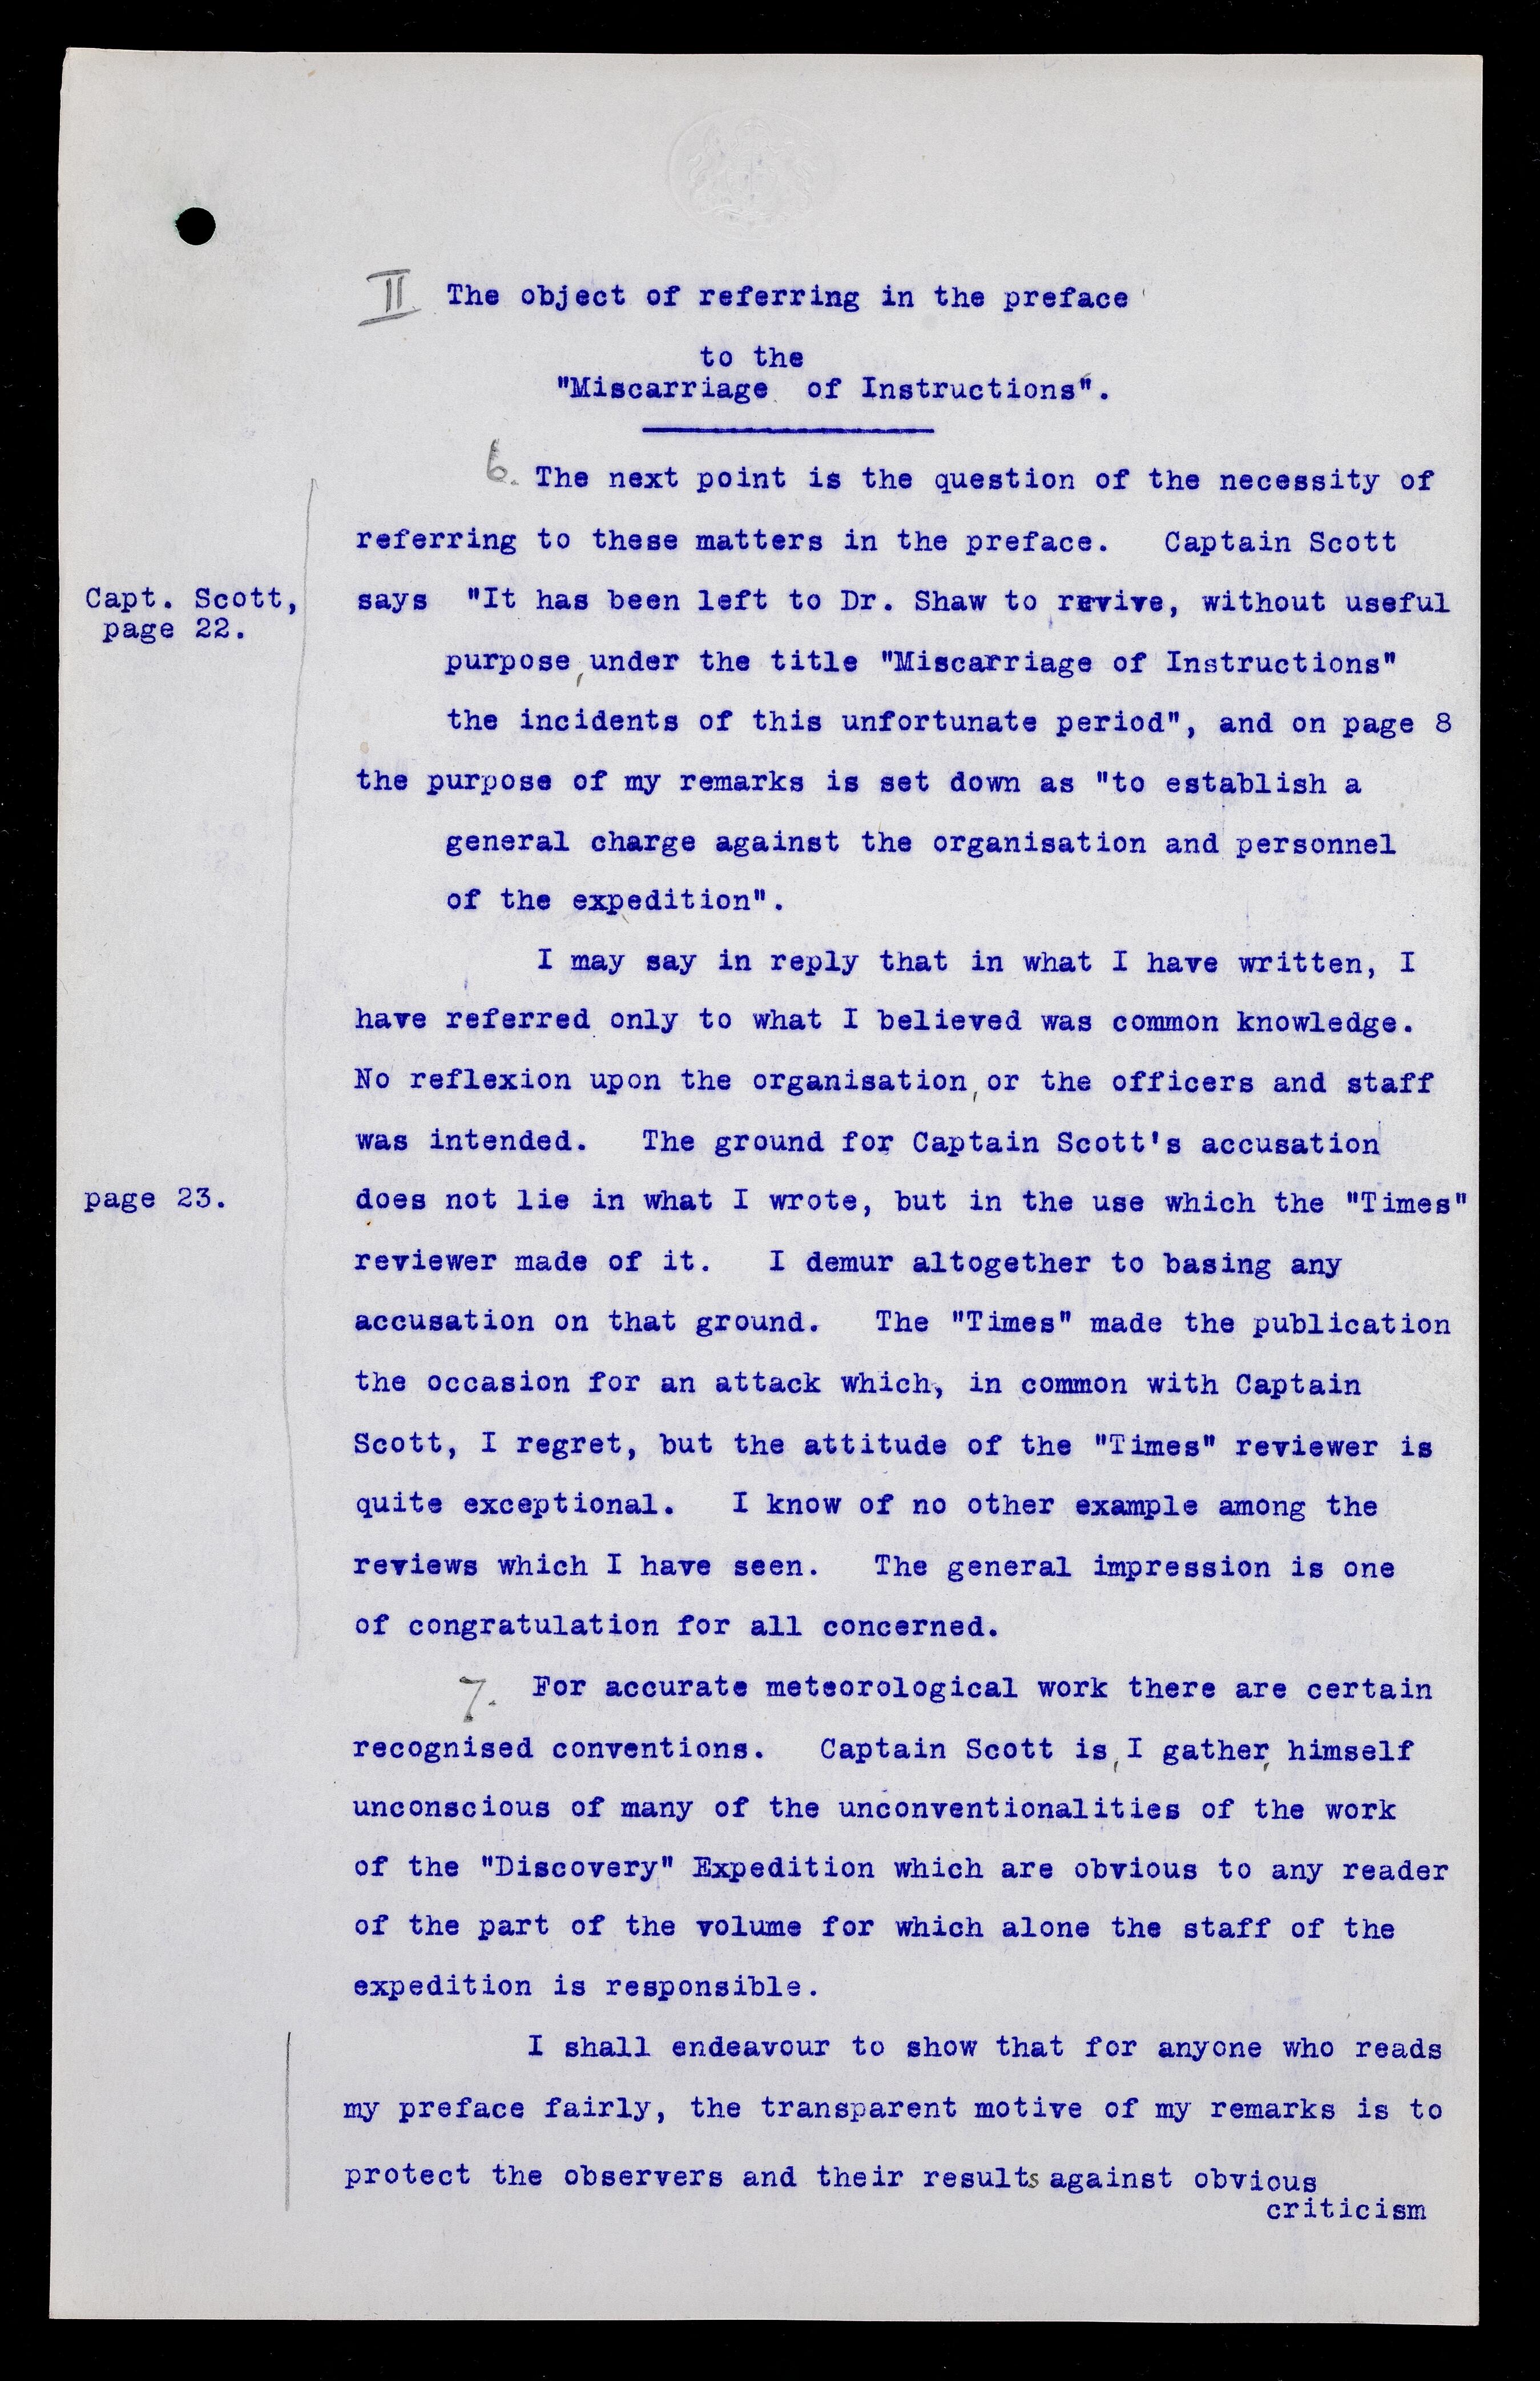 II The object of referring in the preface
to the
"Miscarriage of Instructions".
6. The next point is the question of the necessity of
referring to these matters in the preface. Captain Scott
Capt. Scott, says "It has been left to Dr. Shaw to revive, without useful
page 22.
purpose, under the title "Miscarriage of Instructions"
the incidents of this unfortunate period", and on page 8
the purpose of my remarks is set down as "to establish a
general charge against the organisation and personnel
of the expedition".
I may say in reply that in what I have written, I
have referred only to what I believed was common knowledge.
No reflexion upon the organisation, or the officers and staff
was intended. The ground for Captain Scott's accusation
page 23. does not lie in what I wrote, but in the use which the "Times"
reviewer made of it. I demur altogether to basing any
accusation on that ground. The "Times" made the publication
the occasion for an attack which, in common with Captain
Scott, I regret, but the attitude of the "Times" reviewer is
quite exceptional. I know of no other example among the
reviews which I have seen. The general impression is one
of congratulation for all concerned.
7. For accurate meteorological work there are certain
recognised conventions. Captain Scott is, I gather, himself
unconscious of many of the unconventionalities of the work
of the "Discovery" Expedition which are obvious to any reader
of the part of the volume for which alone the staff of the
expedition is responsible.
I shall endeavour to show that for anyone who reads
my preface fairly, the transparent motive of my remarks is to
protect the observers and their results against obvious
criticism